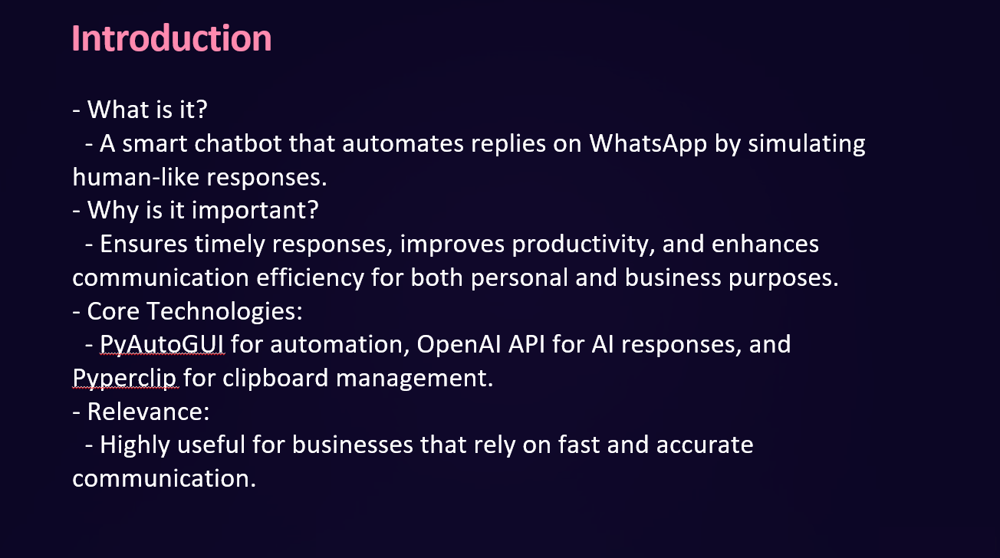 Introduction
- What is it?
- A smart chatbot that automates replies on WhatsApp by simulating
human-like responses.
- Why is it important?
- Ensures timely responses, improves productivity, and enhances
communication efficiency for both personal and business purposes.
- Core Technologies:
- PyAutoGUI for automation, OpenAI API for AI responses, and
Pyperclip for clipboard management.
- Relevance:
- Highly useful for businesses that rely on fast and accurate
communication.